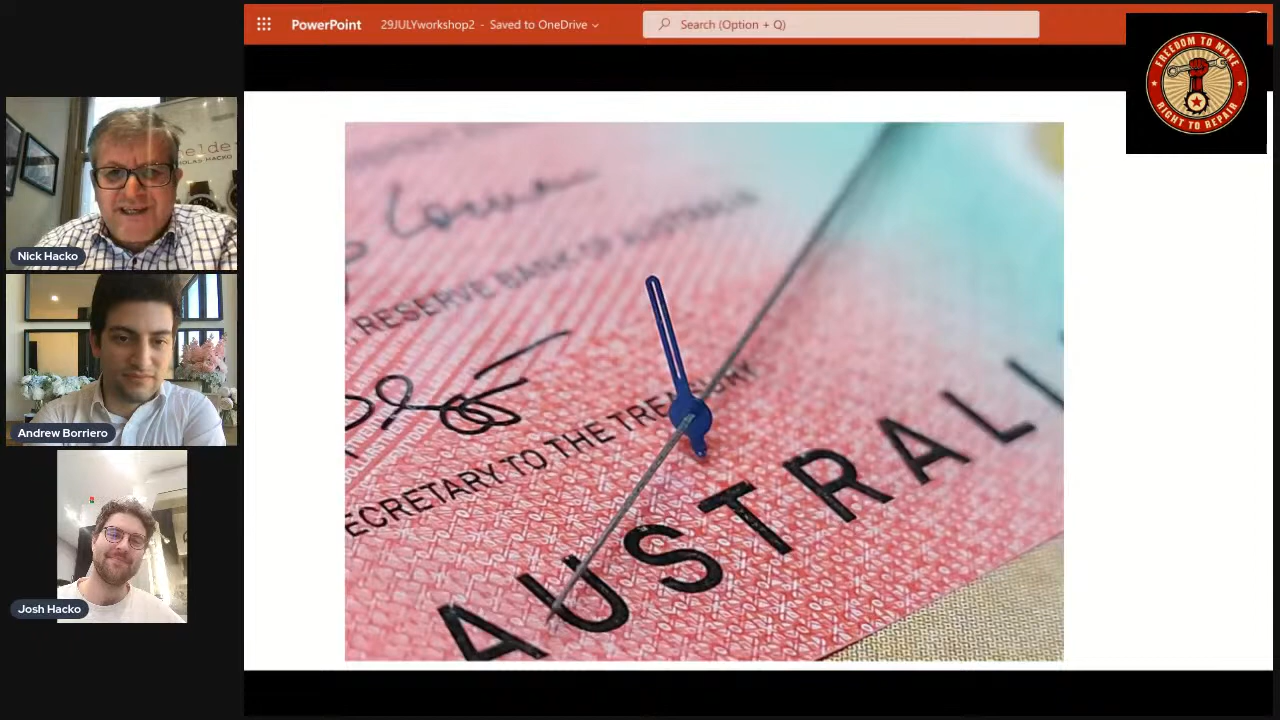 PowerPoint
29JULYworkshop2 - Saved to OneDrive
Search (Option + Q)
FREEDOM TO MAKE
RIGHT TO REPAIR
RESERVE BANK OF AUSTRALIA
ECRETARY TO THE TREASURY
AUSTRALI
Nick Hacko
Andrew Borriero
Josh Hacko